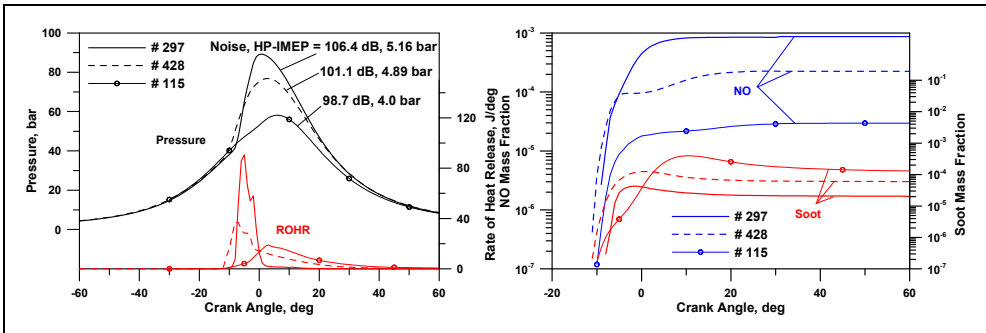 100
80
60
40
20
0
Pressure, bar
# 297
# 428
# 115
Noise, HP-IMEP = 106.4 dB, 5.16 bar
101.1 dB, 4.89 bar
98.7 dB, 4.0 bar
Pressure
ROHR
120
80
40
0
Rate of Heat Release, J/deg
-60 -40 -20 0 20 40 60
Crank Angle, deg
NO Mass Fraction
10-3
10-4
10-5
10-6
10-7
NO
Soot
# 297
# 428
# 115
10-1
10-2
10-3
10-4
10-5
10-6
10-7
Soot Mass Fraction
-20 0 20 40 60
Crank Angle, deg